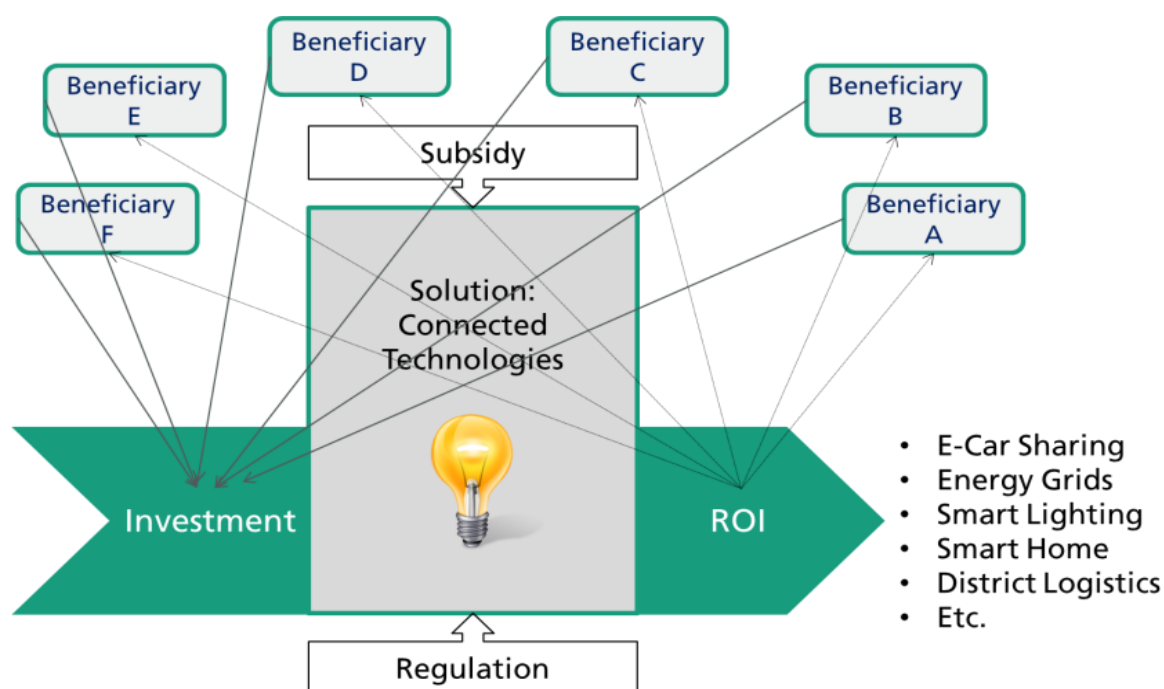 Beneficiary
D
Beneficiary
C
Beneficiary
E
Beneficiary
B
Subsidy
Beneficiary
F
Beneficiary
A
Solution:
Connected
Technologies
Investment
ROI
• E-Car Sharing
• Energy Grids
• Smart Lighting
• Smart Home
• District Logistics
• Etc.
Regulation